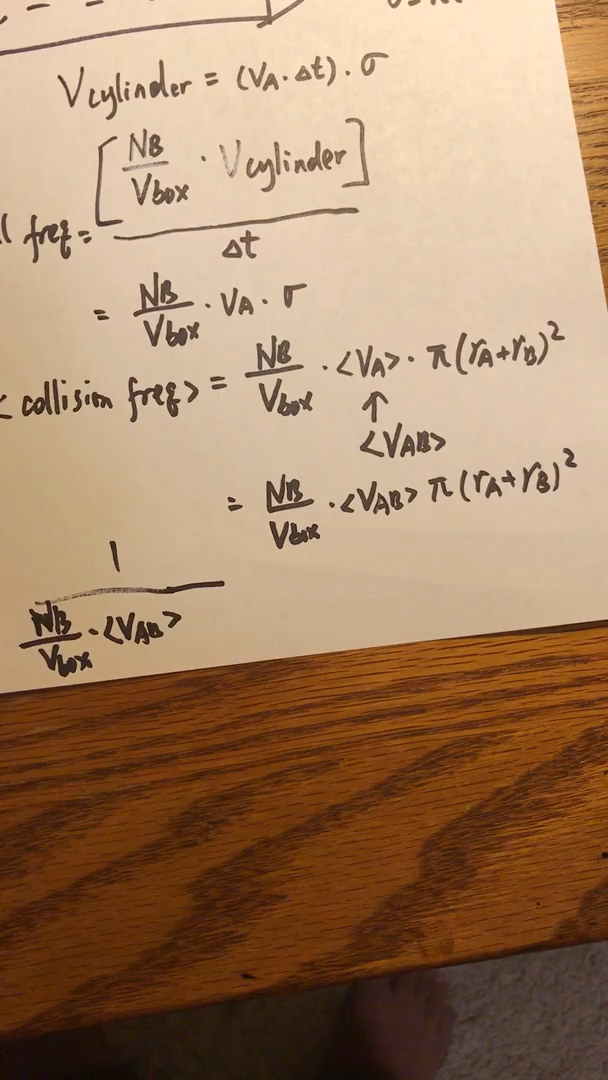 Vcylinder = (VA · Δt) · σ
[NB/Vbox · Vcylinder]
freq = ―
Δt
= NB/Vbox · VA · σ
< collision freq > = NB/Vbox · <VA> · π(rA+rB)²
↑
<VAB>
= NB/Vbox · <VAB> π(rA+rB)²
1
NB/Vbox · <VAB>